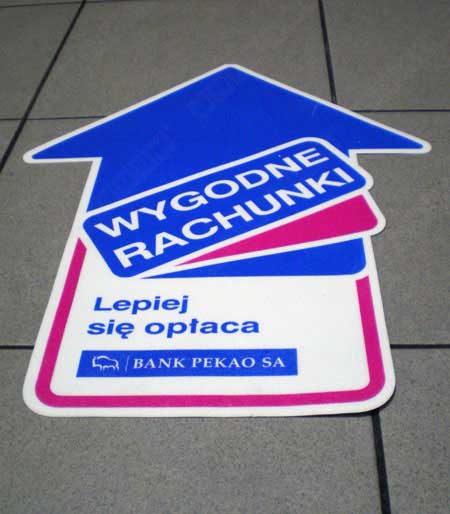 WYGODNE
RACHUNKI
Lepiej
się opłaca
BANK PEKAO SA